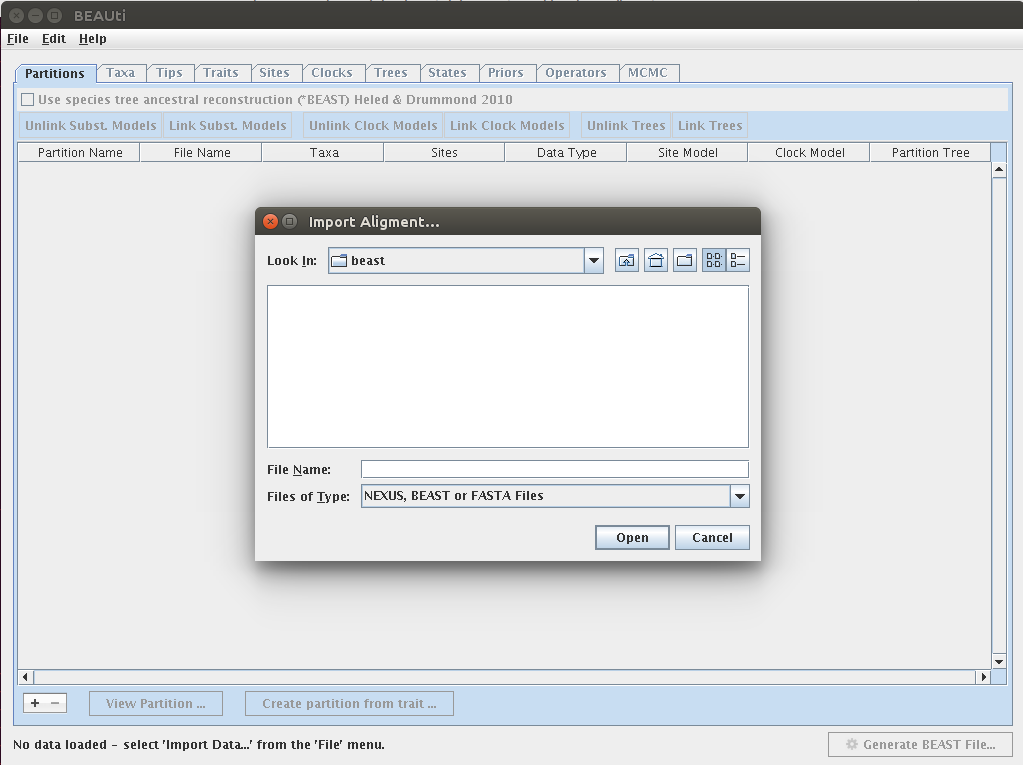 BEAUti
File Edit Help
Partitions Taxa Tips Traits Sites Clocks Trees States Priors Operators MCMC
Use species tree ancestral reconstruction (*BEAST) Heled & Drummond 2010
Unlink Subst. Models Link Subst. Models Unlink Clock Models Link Clock Models Unlink Trees Link Trees
Partition Name File Name Taxa Sites Data Type Site Model Clock Model Partition Tree
Import Aligment...
Look In: beast
File Name:
Files of Type: NEXUS, BEAST or FASTA Files
Open Cancel
+ − View Partition ... Create partition from trait ...
No data loaded – select 'Import Data...' from the 'File' menu. Generate BEAST File...